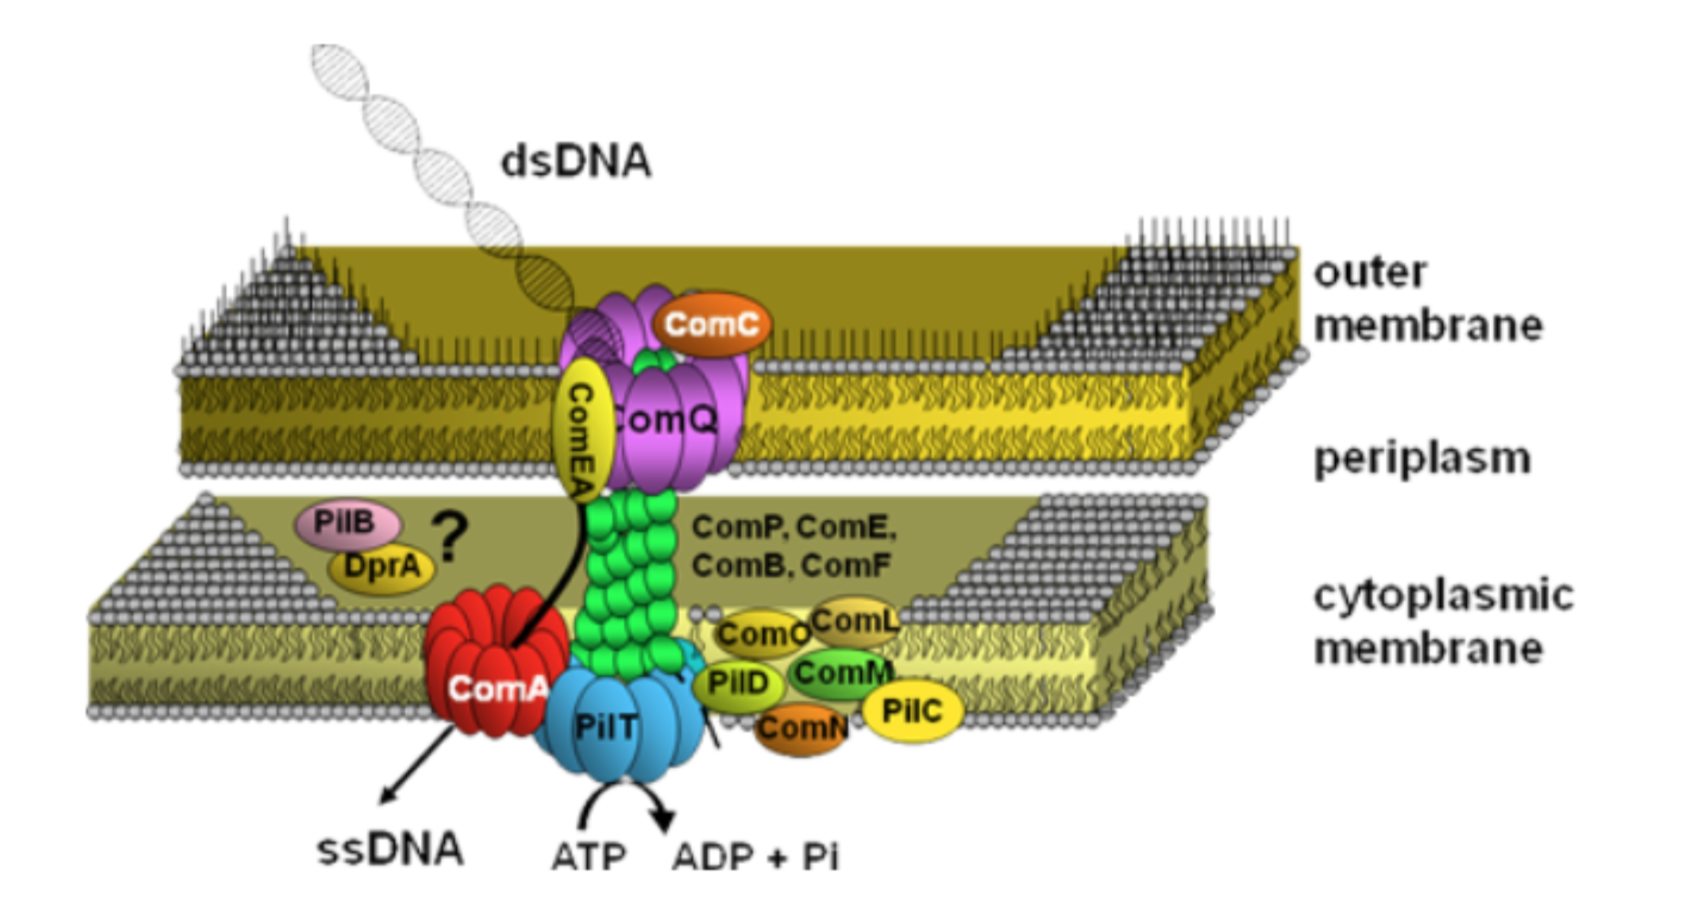 dsDNA
outer
membrane
ComC
ComEA
ComQ
periplasm
PilB
?
DprA
ComP, ComE,
ComB, ComF
cytoplasmic
membrane
ComO
ComL
ComA
PilD
ComM
PilT
ComN
PilC
ssDNA
ATP
ADP + Pi